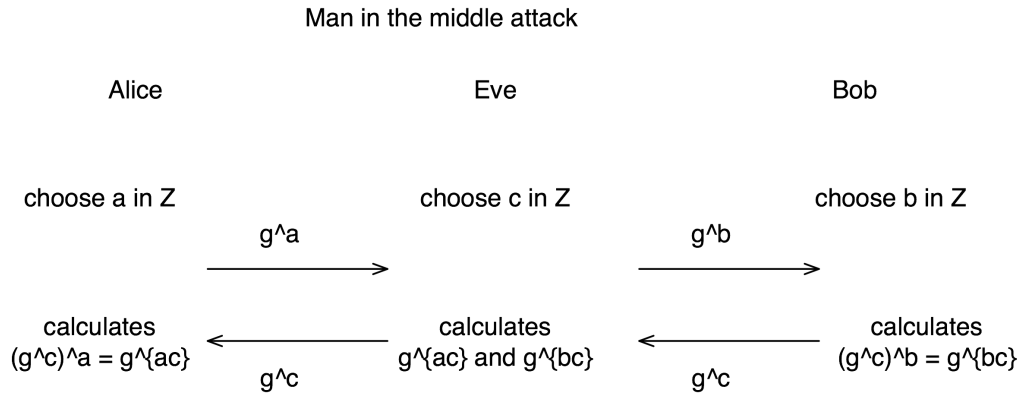 Man in the middle attack
Alice Eve Bob
choose a in Z choose c in Z choose b in Z
g^a g^b
calculates calculates calculates
(g^c)^a = g^{ac} g^{ac} and g^{bc} (g^c)^b = g^{bc}
g^c g^c